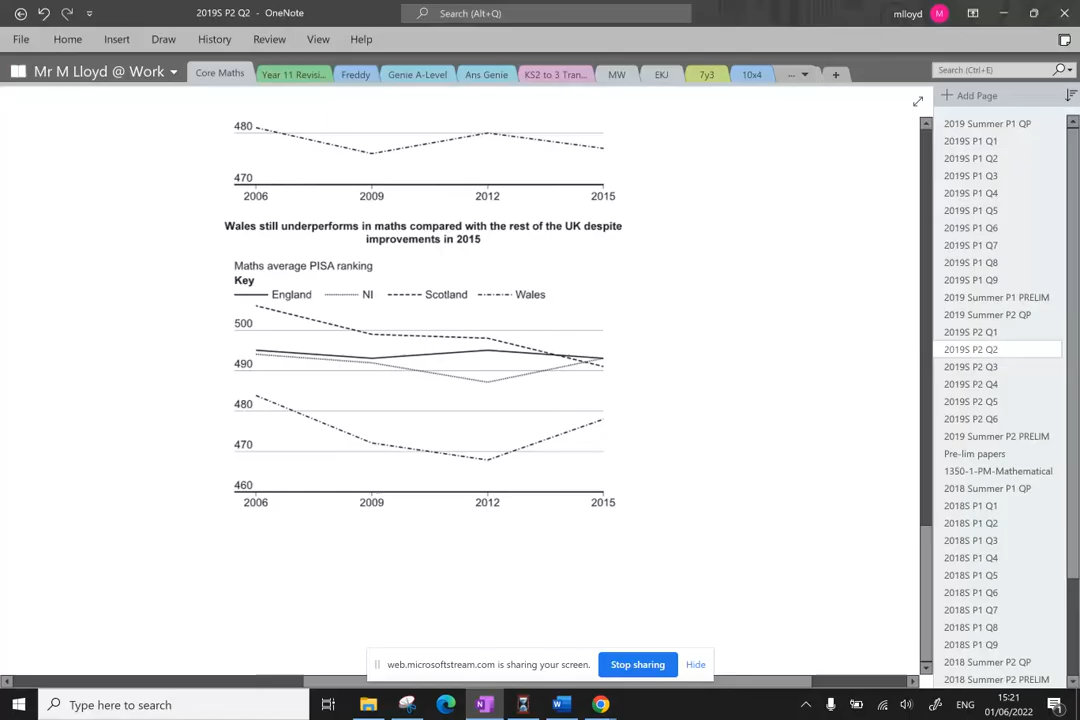 2019S P2 Q2 - OneNote
Search (Alt+Q)
mlloyd
M
File Home Insert Draw History Review View Help
Mr M Lloyd @ Work
Core Maths
Year 11 Revisi...
Freddy
Genie A-Level
Ans Genie
KS2 to 3 Tran...
MW
EKJ
7y3
10x4
...
+
Search (Ctrl+E)
Add Page
480
470
2006 2009 2012 2015
Wales still underperforms in maths compared with the rest of the UK despite
improvements in 2015
Maths average PISA ranking
Key
England NI Scotland Wales
500
490
480
470
460
2006 2009 2012 2015
2019 Summer P1 QP
2019S P1 Q1
2019S P1 Q2
2019S P1 Q3
2019S P1 Q4
2019S P1 Q5
2019S P1 Q6
2019S P1 Q7
2019S P1 Q8
2019S P1 Q9
2019 Summer P1 PRELIM
2019 Summer P2 QP
2019S P2 Q1
2019S P2 Q2
2019S P2 Q3
2019S P2 Q4
2019S P2 Q5
2019S P2 Q6
2019 Summer P2 PRELIM
Pre-lim papers
1350-1-PM-Mathematical
2018 Summer P1 QP
2018S P1 Q1
2018S P1 Q2
2018S P1 Q3
2018S P1 Q4
2018S P1 Q5
2018S P1 Q6
2018S P1 Q7
2018S P1 Q8
2018S P1 Q9
2018 Summer P2 QP
2018 Summer P2 PRELIM
web.microsoftstream.com is sharing your screen.
Stop sharing
Hide
Type here to search
ENG
15:21
01/06/2022